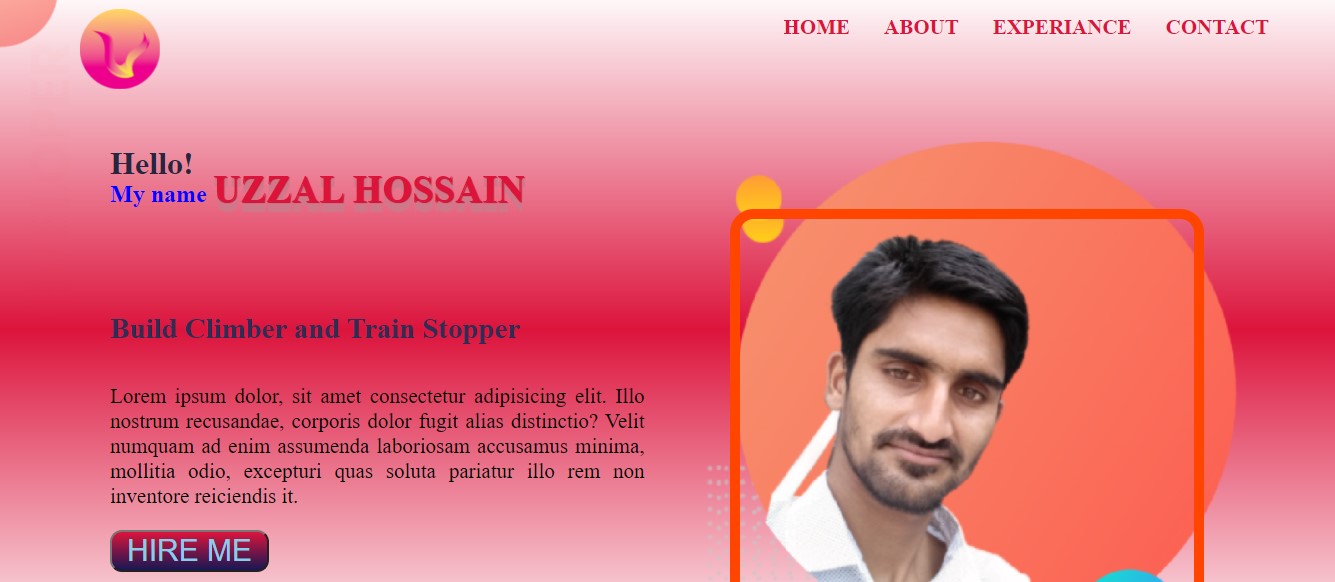 HOME ABOUT EXPERIANCE CONTACT
Hello!
My name UZZAL HOSSAIN
Build Climber and Train Stopper
Lorem ipsum dolor, sit amet consectetur adipisicing elit. Illo
nostrum recusandae, corporis dolor fugit alias distinctio? Velit
numquam ad enim assumenda laboriosam accusamus minima,
mollitia odio, excepturi quas soluta pariatur illo rem non
inventore reiciendis it.
HIRE ME